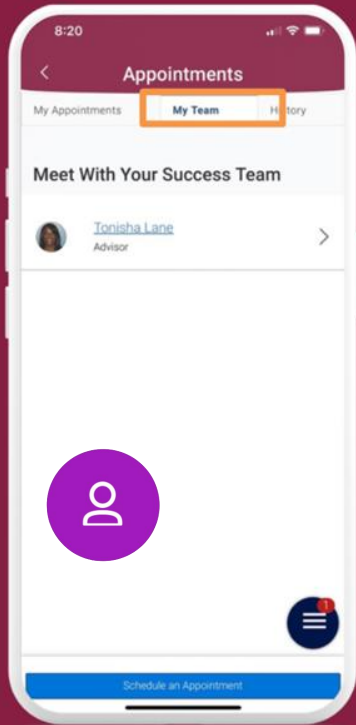 8:20
Appointments
My Appointments My Team History
Meet With Your Success Team
Tonisha Lane
Advisor
1
Schedule an Appointment